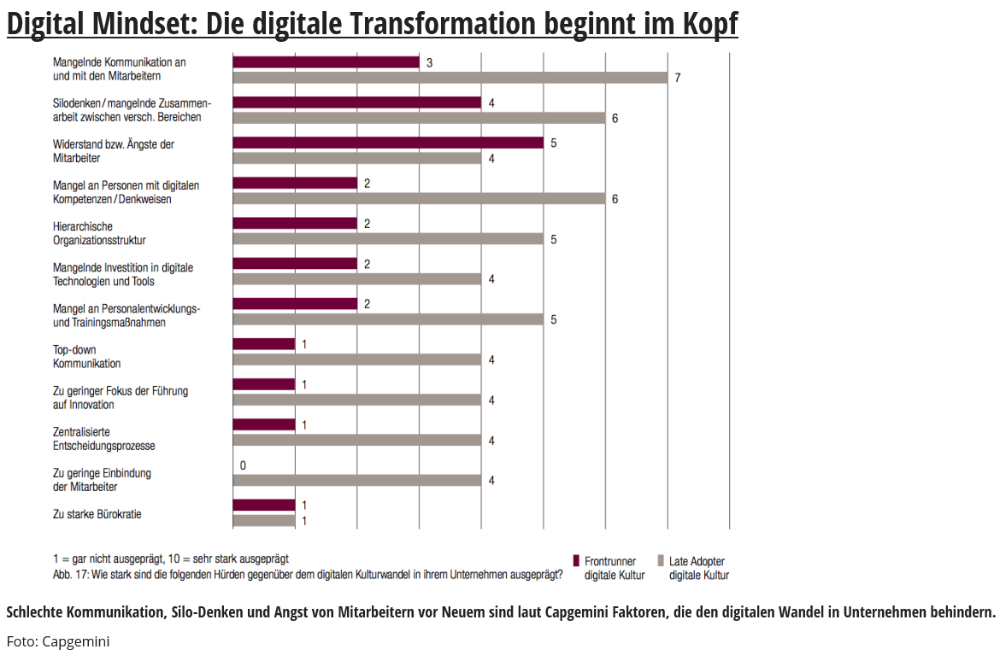 Digital Mindset: Die digitale Transformation beginnt im Kopf
Mangelnde Kommunikation an
und mit den Mitarbeitern
3
7
Silodenken/mangelnde Zusammen-
arbeit zwischen versch. Bereichen
4
6
Widerstand bzw. Ängste der
Mitarbeiter
5
4
Mangel an Personen mit digitalen
Kompetenzen/Denkweisen
2
6
Hierarchische
Organizationsstruktur
2
5
Mangelnde Investition in digitale
Technologien und Tools
2
4
Mangel an Personalentwicklungs-
und Trainingsmaßnahmen
2
5
Top-down
Kommunikation
1
4
Zu geringer Fokus der Führung
auf Innovation
1
4
Zentralisierte
Entscheidungsprozesse
1
4
Zu geringe Einbindung
der Mitarbeiter
0
4
Zu starke Bürokratie
1
1
1 = gar nicht ausgeprägt, 10 = sehr stark ausgeprägt
Abb. 17: Wie stark sind die folgenden Hürden gegenüber dem digitalen Kulturwandel in ihrem Unternehmen ausgeprägt?
Frontrunner
digitale Kultur
Late Adopter
digitale Kultur
Schlechte Kommunikation, Silo-Denken und Angst von Mitarbeitern vor Neuem sind laut Capgemini Faktoren, die den digitalen Wandel in Unternehmen behindern.
Foto: Capgemini